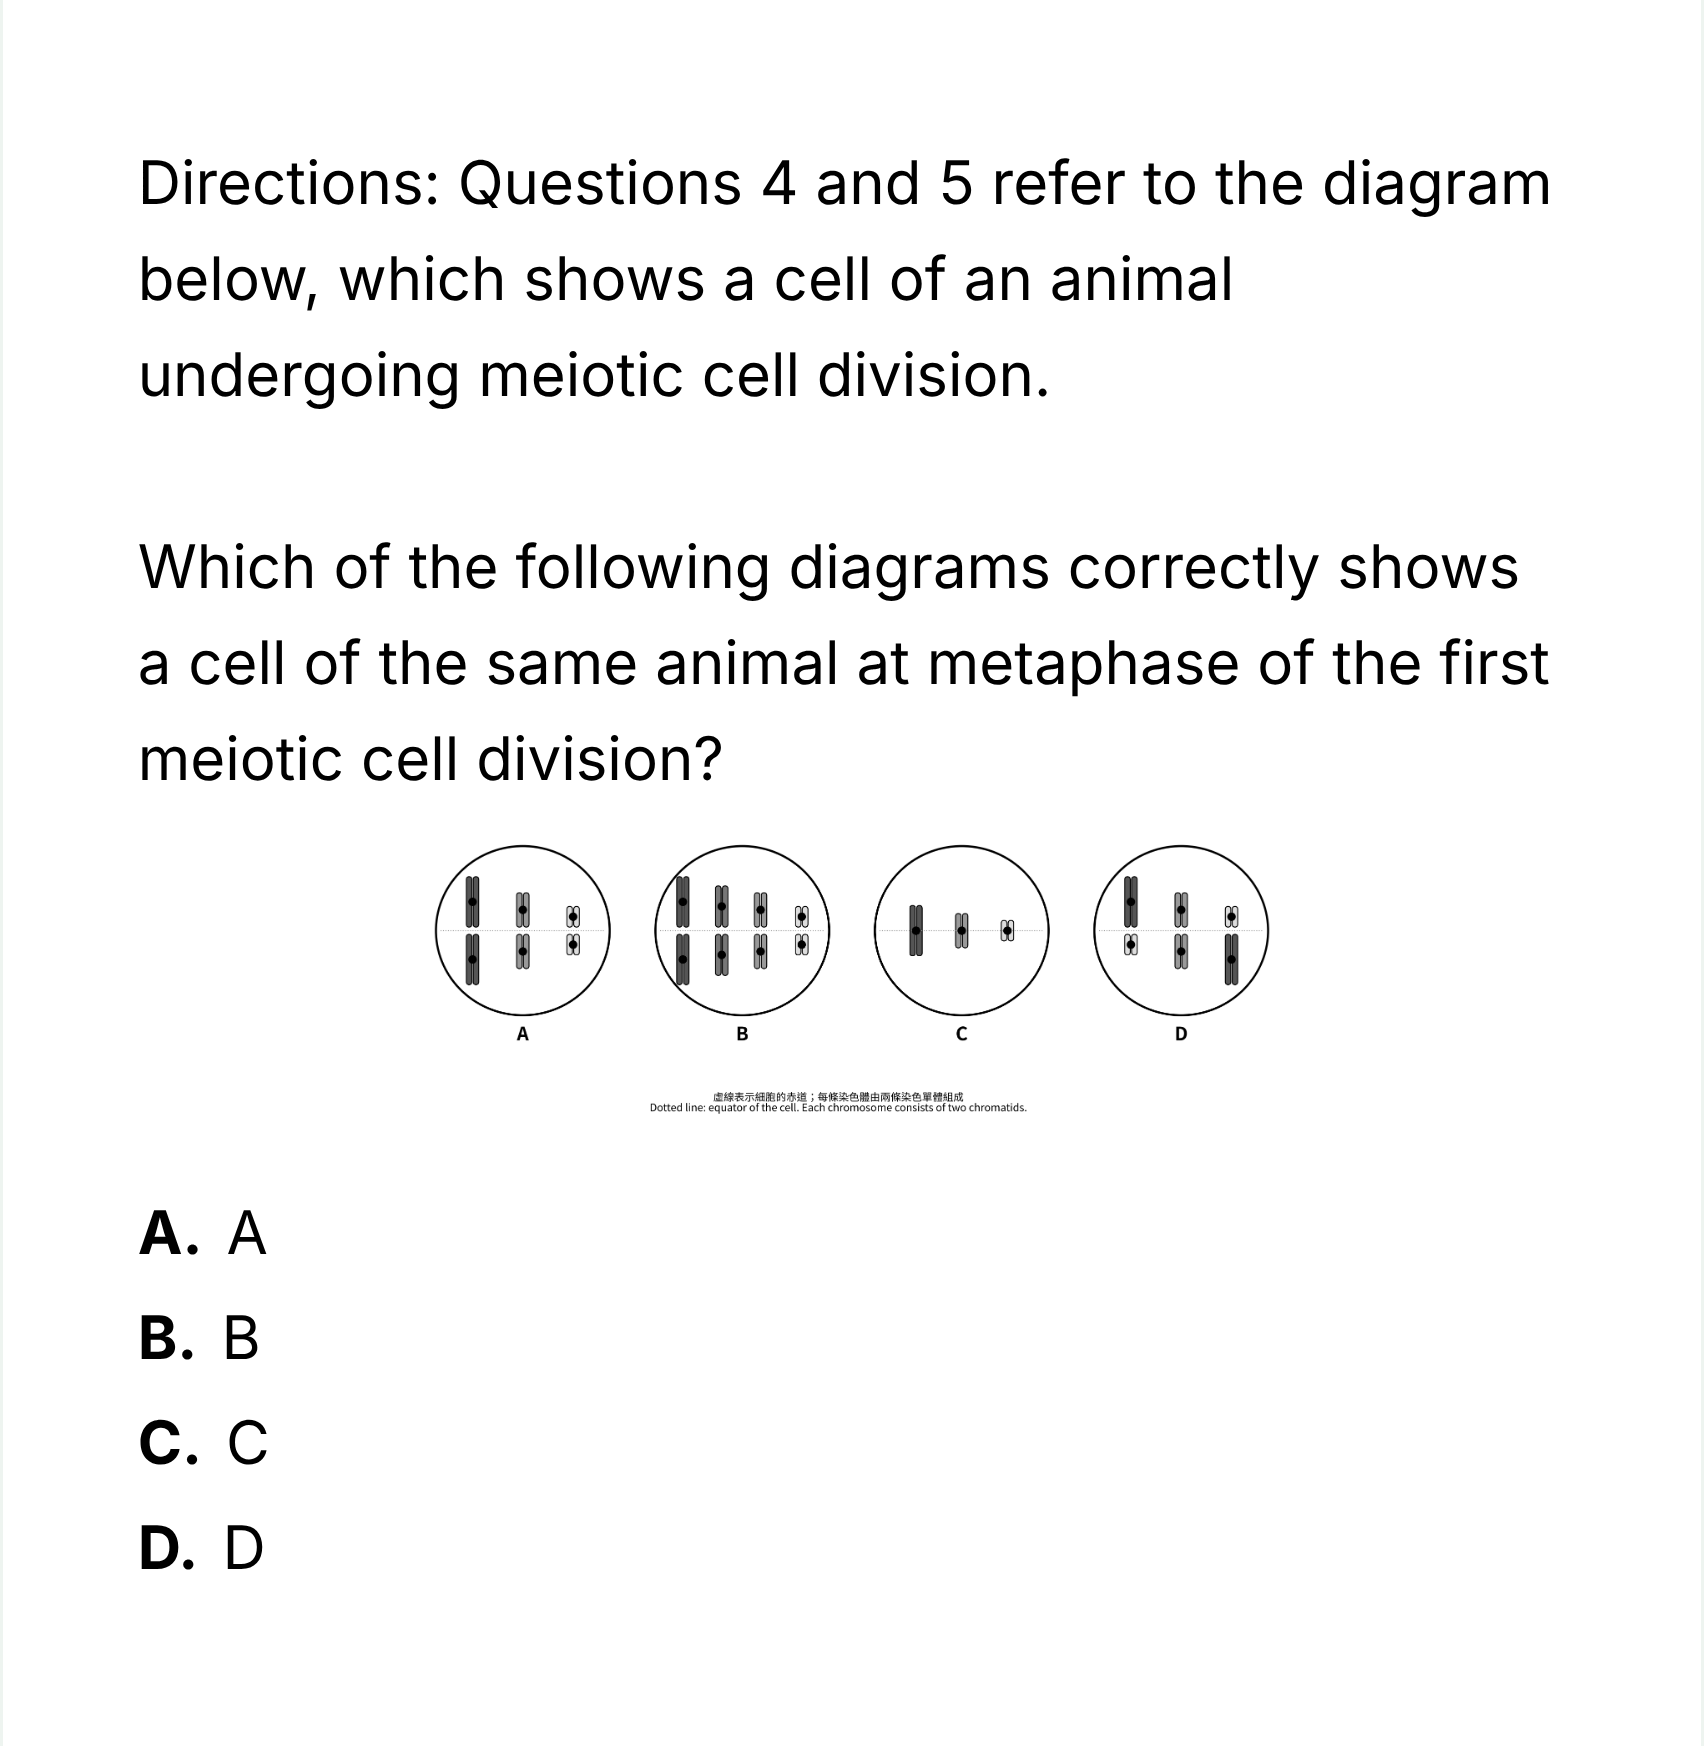 Directions: Questions 4 and 5 refer to the diagram
below, which shows a cell of an animal
undergoing meiotic cell division.
Which of the following diagrams correctly shows
a cell of the same animal at metaphase of the first
meiotic cell division?
A B C D
虛線表示細胞的赤道；每條染色體由兩條染色單體組成
Dotted line: equator of the cell. Each chromosome consists of two chromatids.
A. A
B. B
C. C
D. D